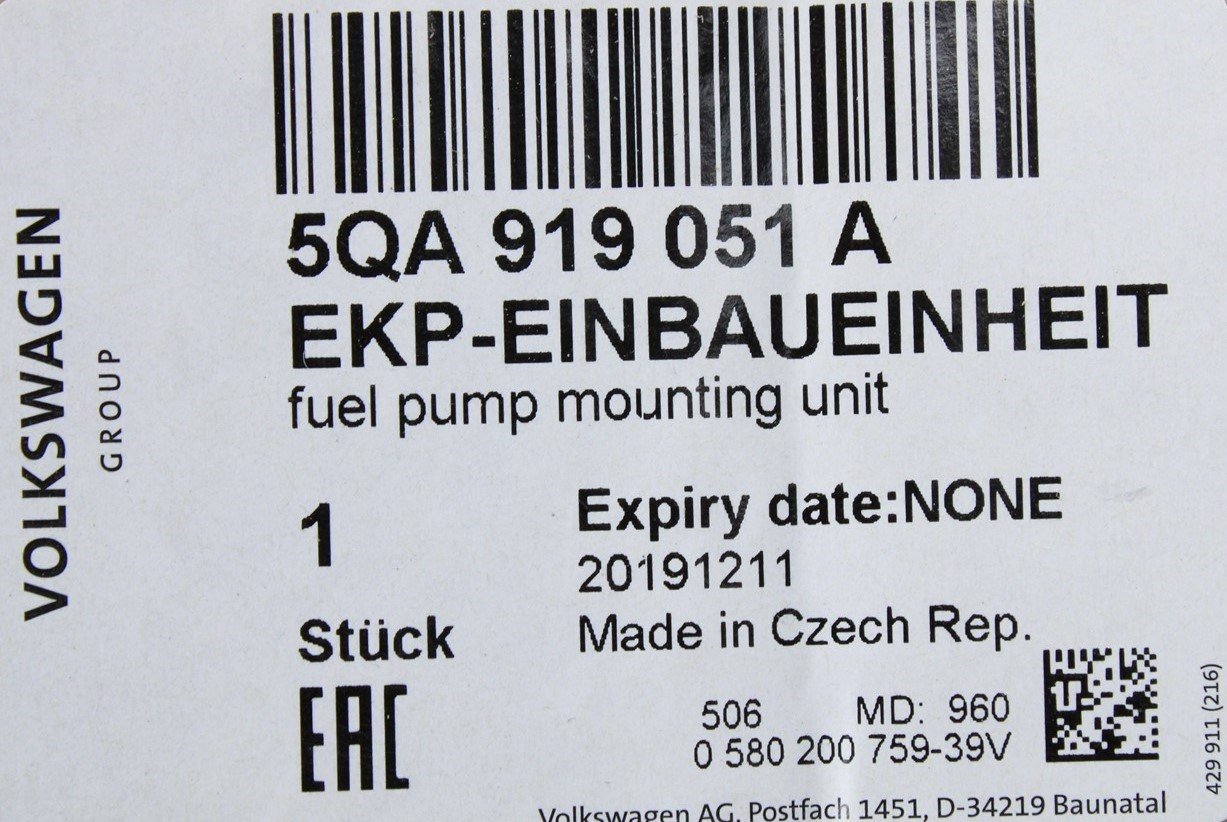 VOLKSWAGEN
GROUP
5QA 919 051 A
EKP-EINBAUEINHEIT
fuel pump mounting unit
1
Stück
EAC
Expiry date:NONE
20191211
Made in Czech Rep.
506 MD: 960
0 580 200 759-39V
Volkswagen AG, Postfach 1451, D-34219 Baunatal
429 911 (216)